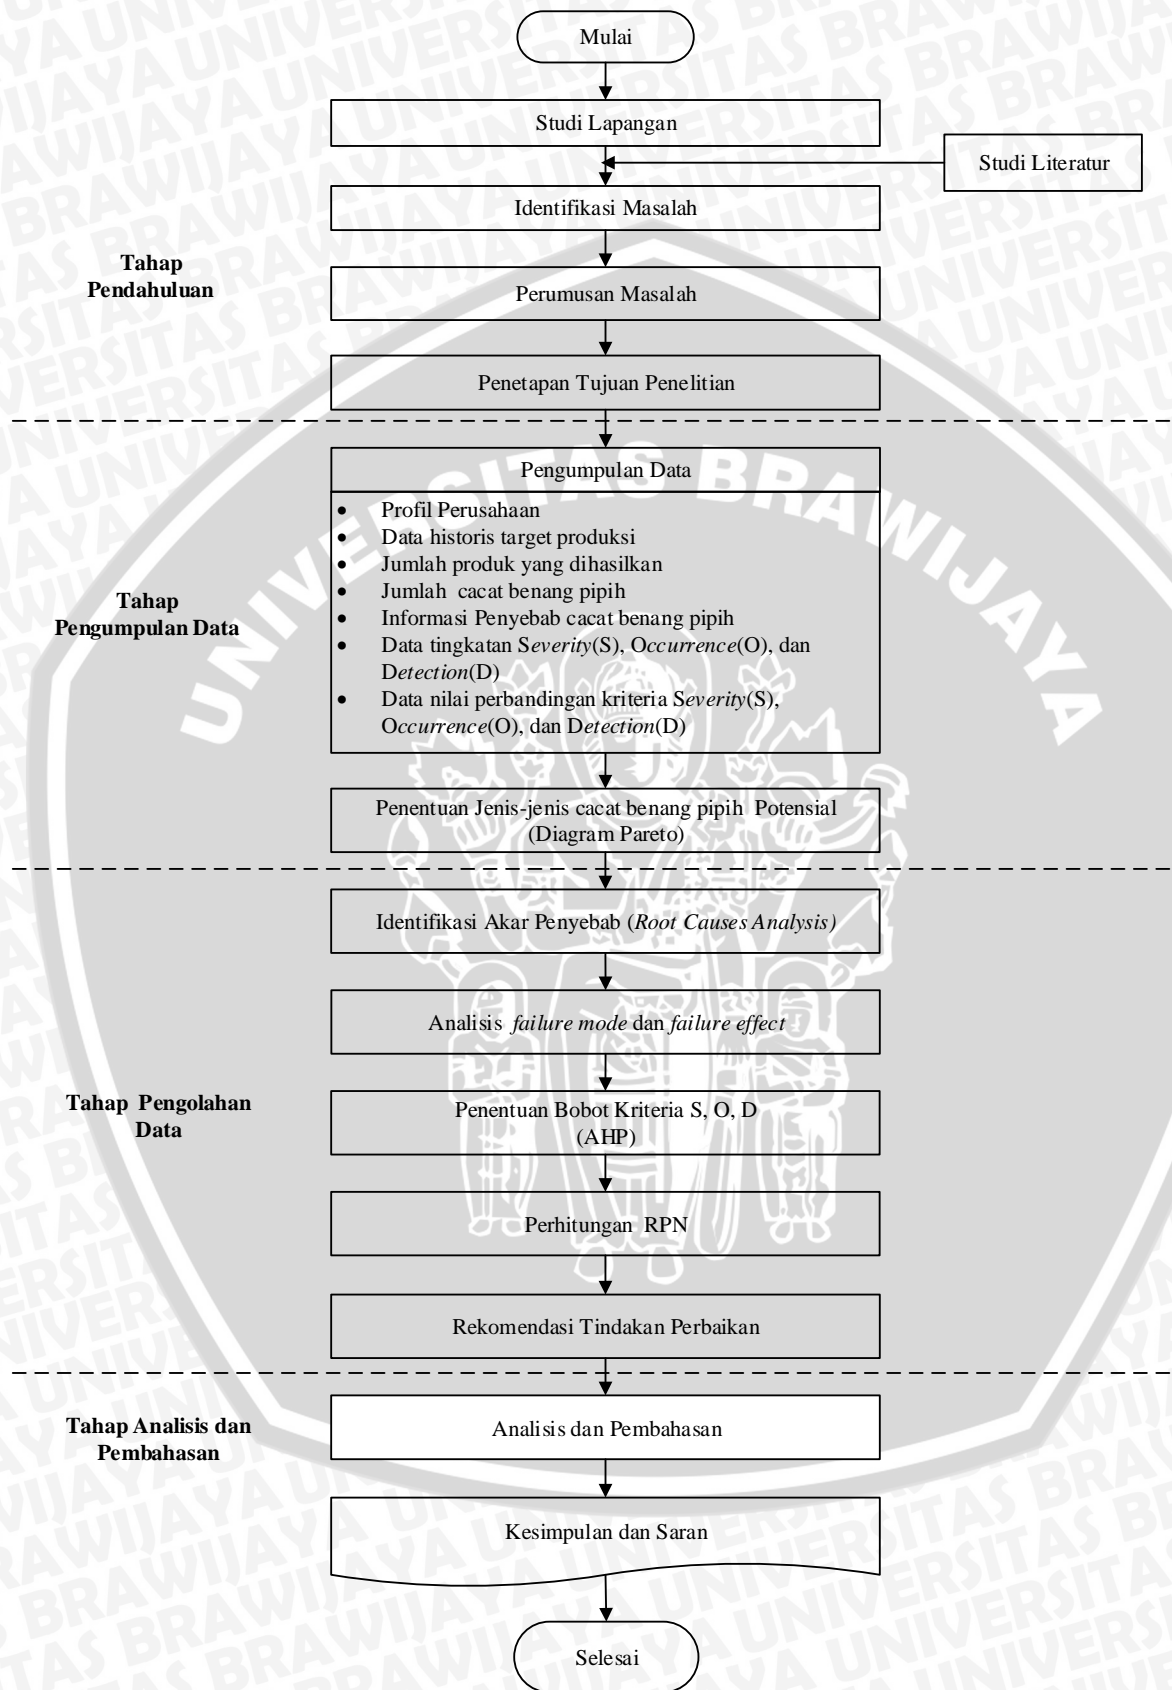 Mulai
Studi Lapangan
Studi Literatur
Identifikasi Masalah
Tahap
Pendahuluan
Perumusan Masalah
Penetapan Tujuan Penelitian
Pengumpulan Data
• Profil Perusahaan
• Data historis target produksi
• Jumlah produk yang dihasilkan
• Jumlah cacat benang pipih
• Informasi Penyebab cacat benang pipih
• Data tingkatan Severity(S), Occurrence(O), dan
Detection(D)
• Data nilai perbandingan kriteria Severity(S),
Occurrence(O), dan Detection(D)
Tahap
Pengumpulan Data
Penentuan Jenis-jenis cacat benang pipih Potensial
(Diagram Pareto)
Identifikasi Akar Penyebab (Root Causes Analysis)
Analisis failure mode dan failure effect
Penentuan Bobot Kriteria S, O, D
(AHP)
Tahap Pengolahan
Data
Perhitungan RPN
Rekomendasi Tindakan Perbaikan
Tahap Analisis dan
Pembahasan
Analisis dan Pembahasan
Kesimpulan dan Saran
Selesai
UNIVERSITAS BRAWIJAYA